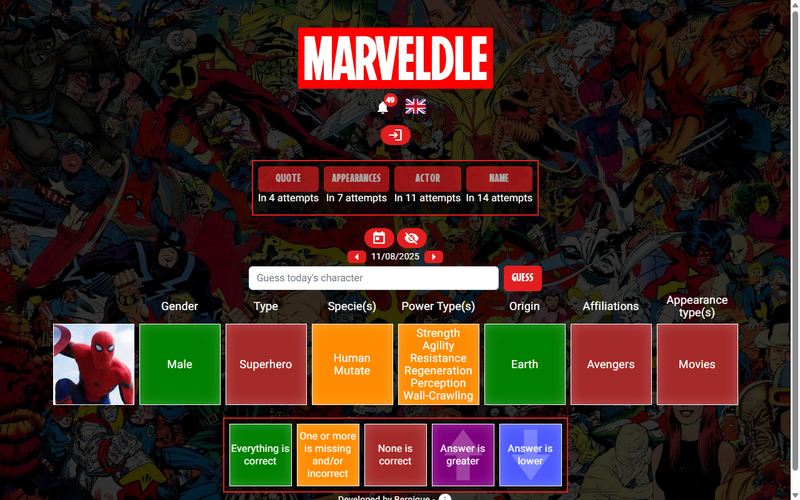 MARVELDLE
49
QUOTE APPEARANCES ACTOR NAME
In 4 attempts In 7 attempts In 11 attempts In 14 attempts
11/08/2025
Guess today's character GUESS
Gender Type Specie(s) Power Type(s) Origin Affiliations Appearance type(s)
Male
Superhero
Human
Mutate
Strength
Agility
Resistance
Regeneration
Perception
Wall-Crawling
Earth
Avengers
Movies
Everything is
correct
One or more
is missing
and/or
incorrect
None is
correct
Answer is
greater
Answer is
lower
Developed by Bernique -